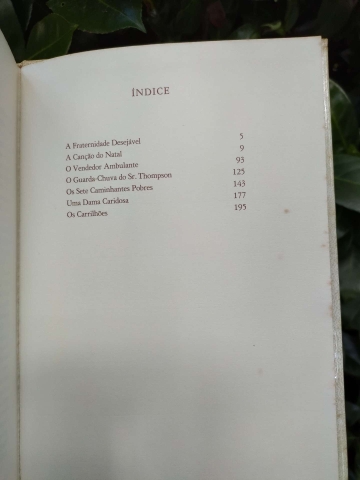 ÍNDICE
A Fraternidade Desejável 5
A Canção do Natal 9
O Vendedor Ambulante 93
O Guarda-Chuva do Sr. Thompson 125
Os Sete Caminhantes Pobres 143
Uma Dama Caridosa 177
Os Carrilhões 195